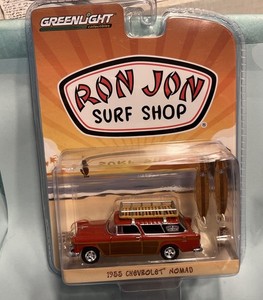 GREENLIGHT
RON JON
SURF SHOP
®
1955 CHEVROLET NOMAD